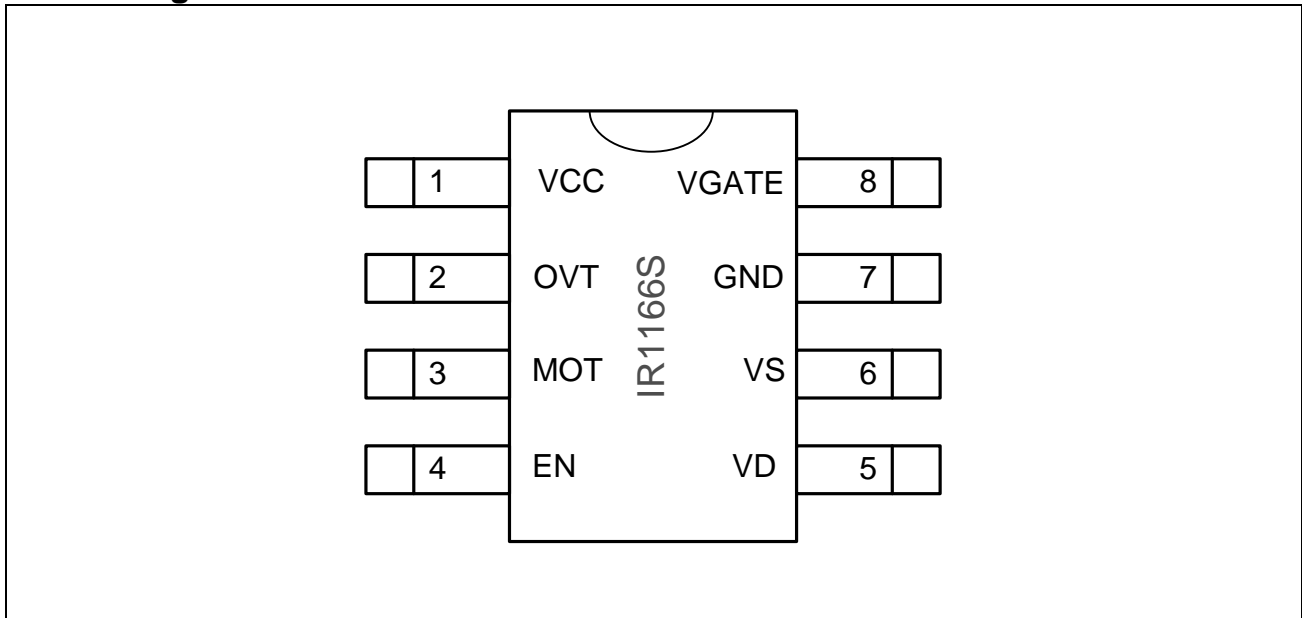 1 VCC VGATE 8
2 OVT GND 7
3 MOT VS 6
4 EN VD 5
IR1166S